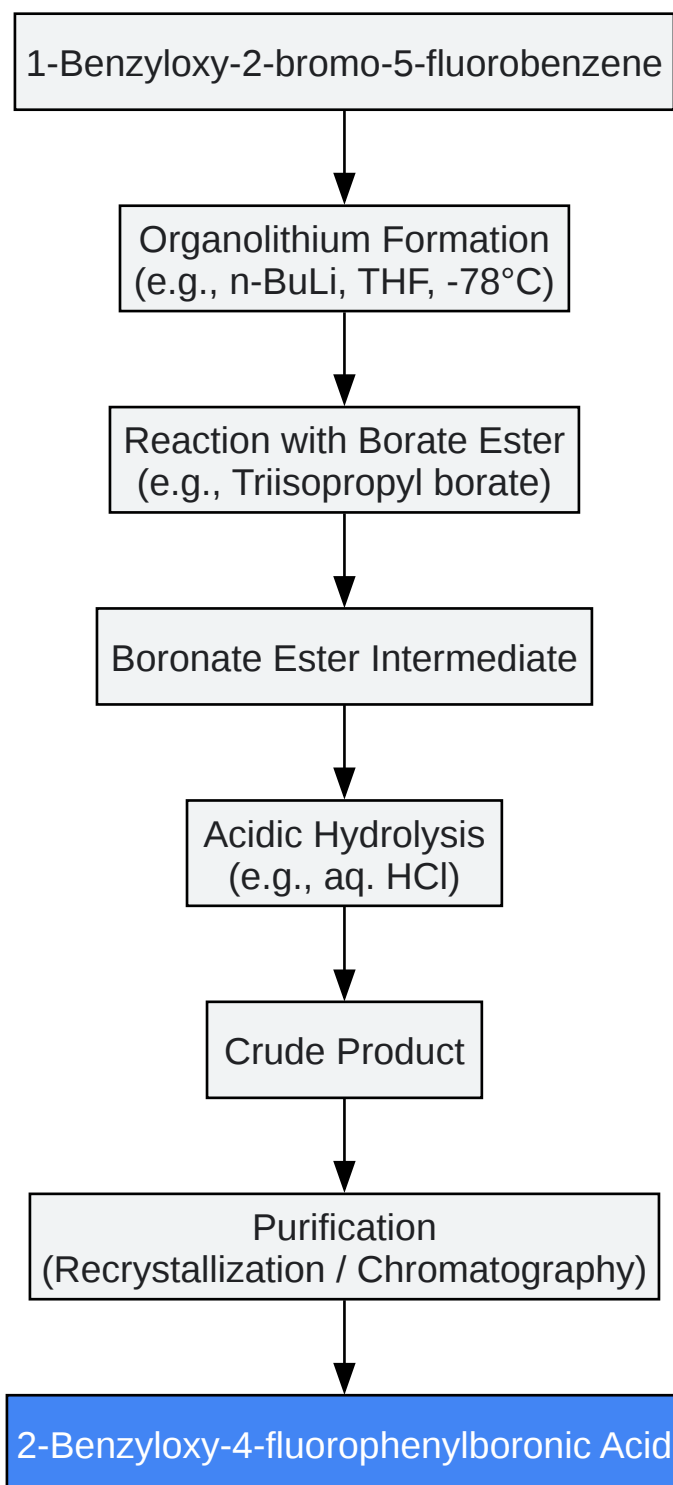 1-Benzyloxy-2-bromo-5-fluorobenzene
Organolithium Formation
(e.g., n-BuLi, THF, -78°C)
Reaction with Borate Ester
(e.g., Triisopropyl borate)
Boronate Ester Intermediate
Acidic Hydrolysis
(e.g., aq. HCl)
Crude Product
Purification
(Recrystallization / Chromatography)
2-Benzyloxy-4-fluorophenylboronic Acid